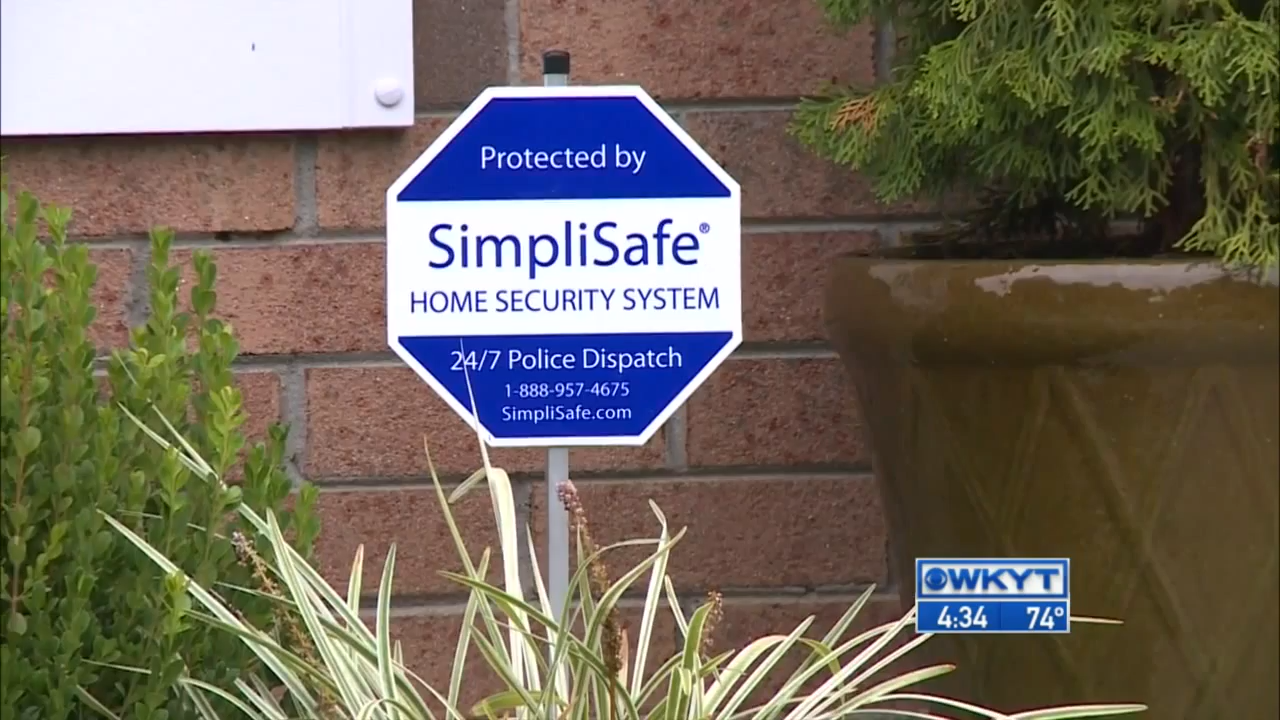 Protected by
SimpliSafe®
HOME SECURITY SYSTEM
24/7 Police Dispatch
1-888-957-4675
SimpliSafe.com
WKYT
4:34 74°